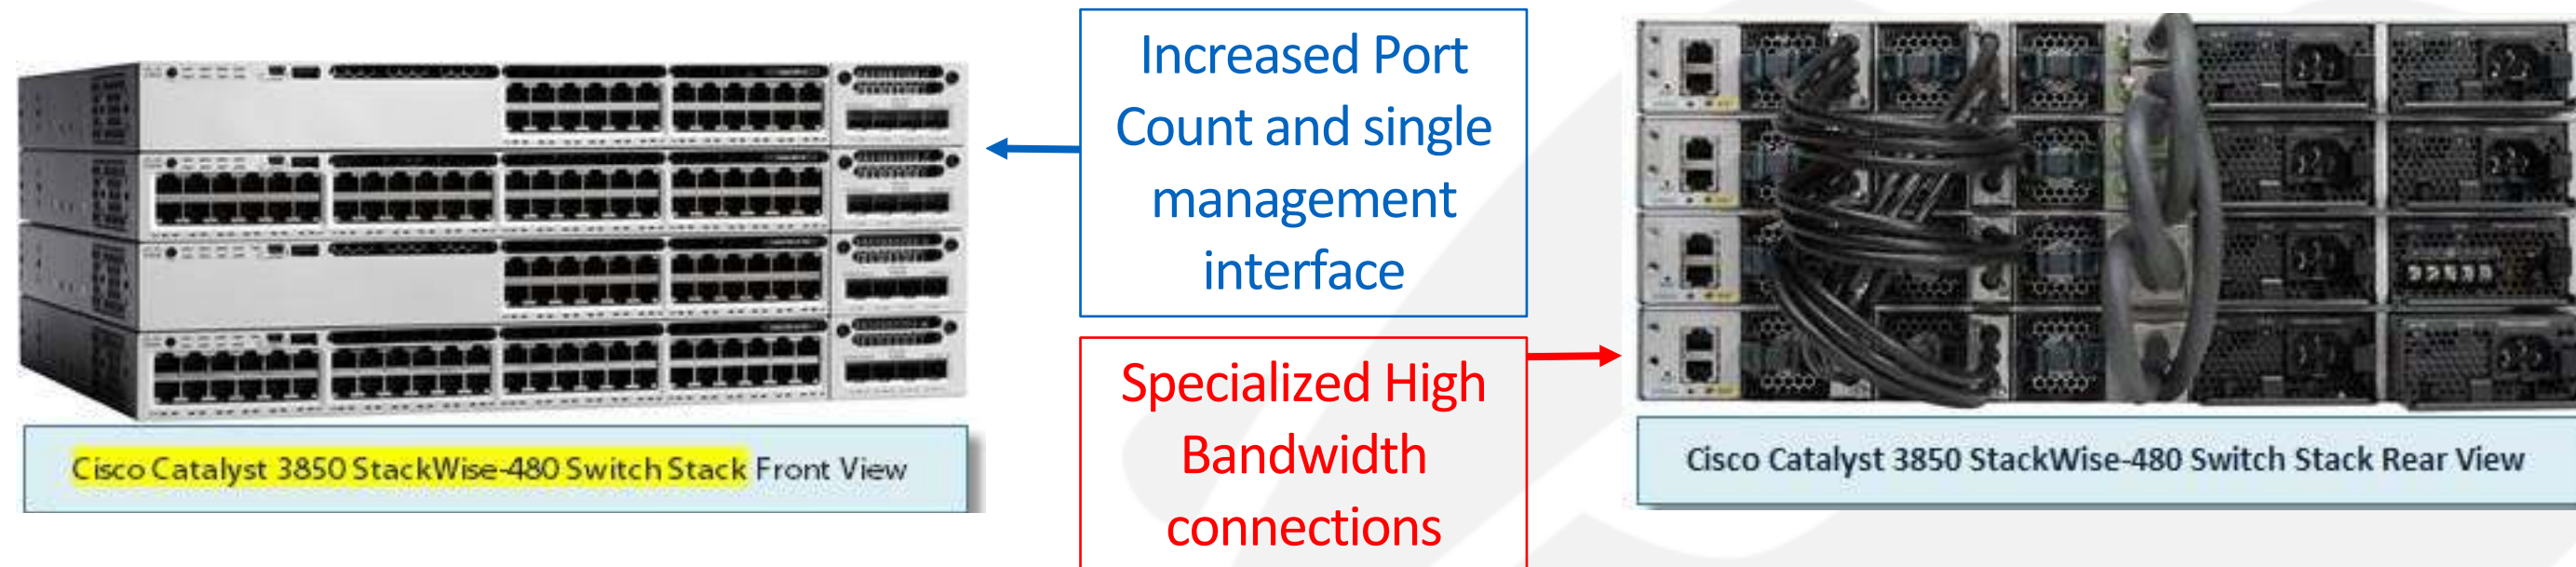 Increased Port
Count and single
management
interface
Specialized High
Bandwidth
connections
Cisco Catalyst 3850 StackWise-480 Switch Stack Front View
Cisco Catalyst 3850 StackWise-480 Switch Stack Rear View